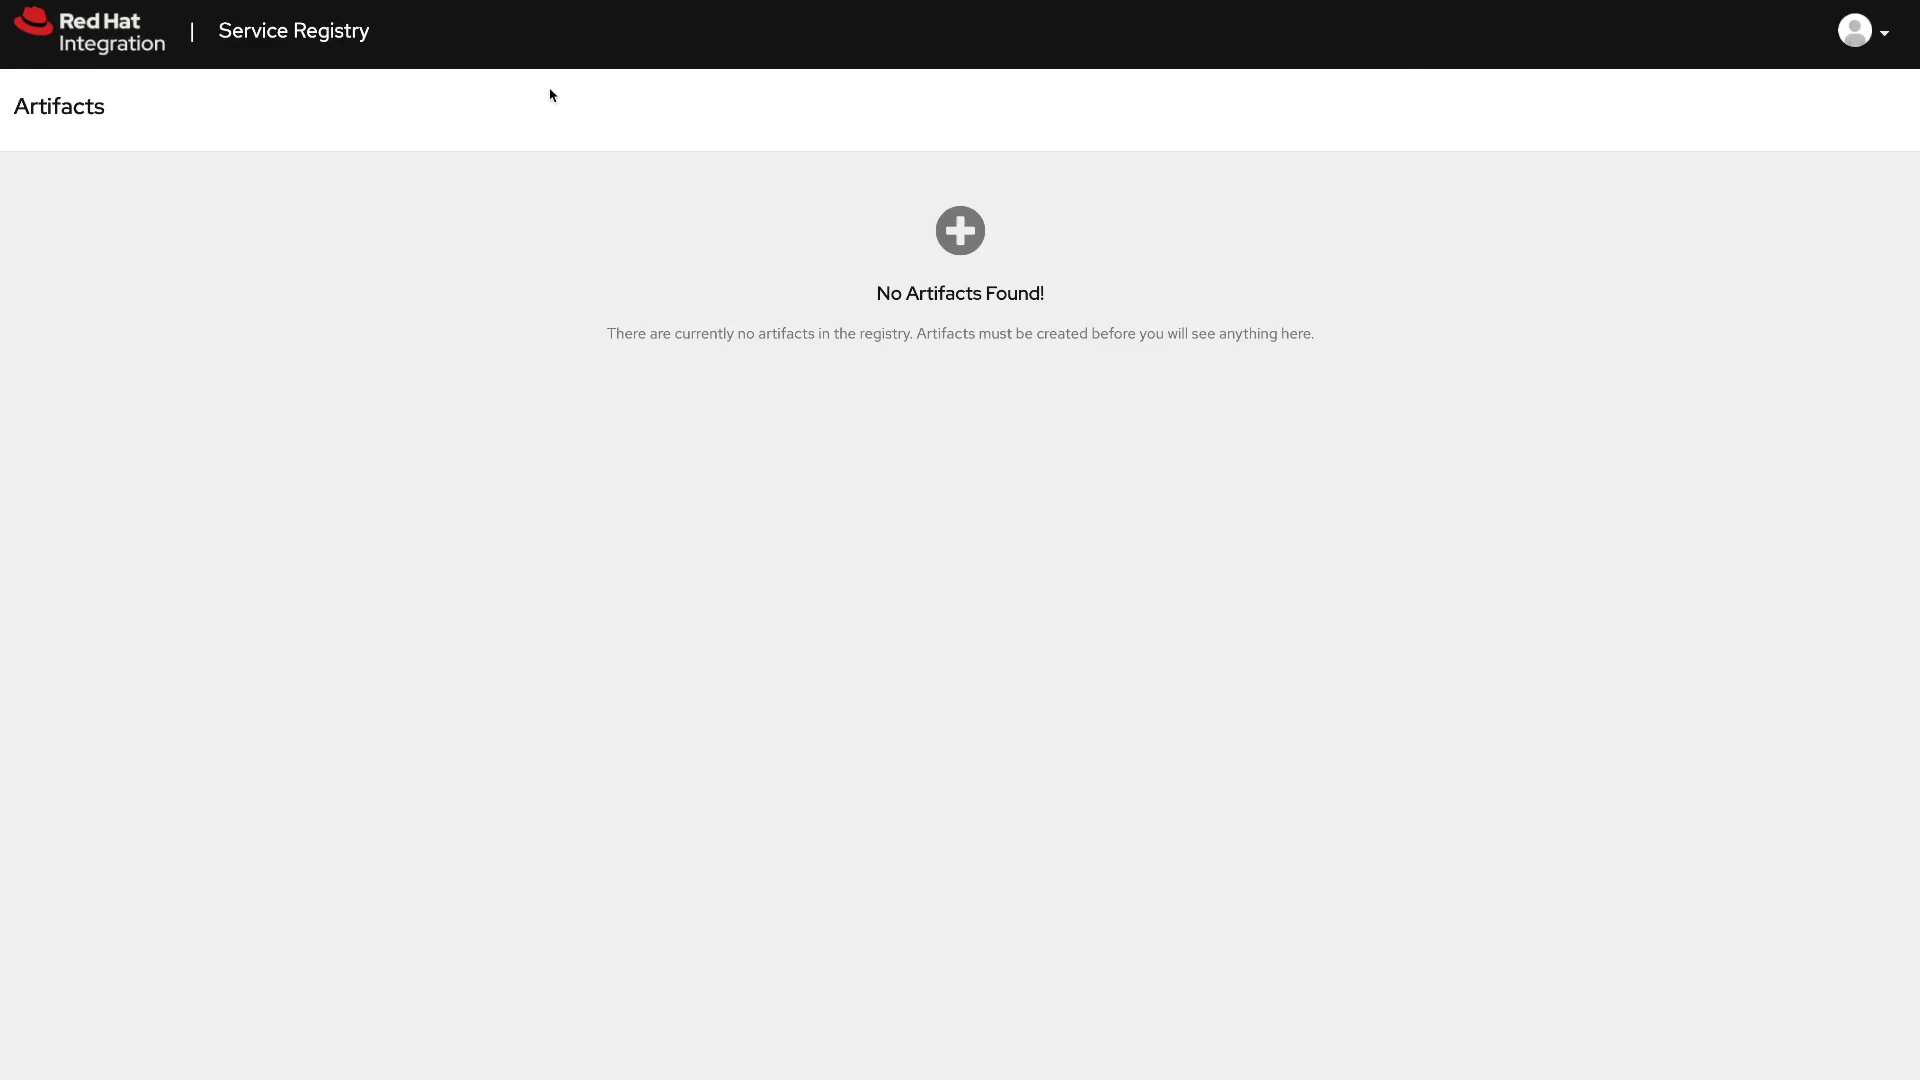 Red Hat
Integration
| Service Registry
Artifacts
No Artifacts Found!
There are currently no artifacts in the registry. Artifacts must be created before you will see anything here.